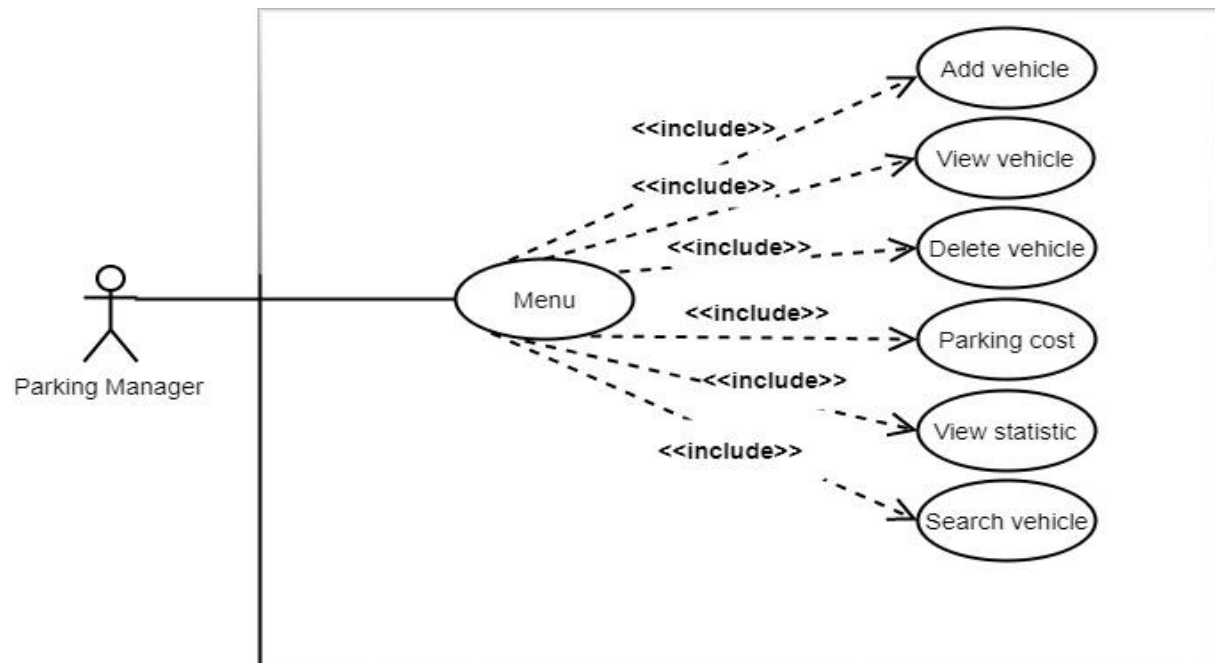 Add vehicle
<<include>>
View vehicle
<<include>>
<<include>>
Delete vehicle
Menu
<<include>>
Parking cost
Parking Manager
<<include>>
View statistic
<<include>>
Search vehicle